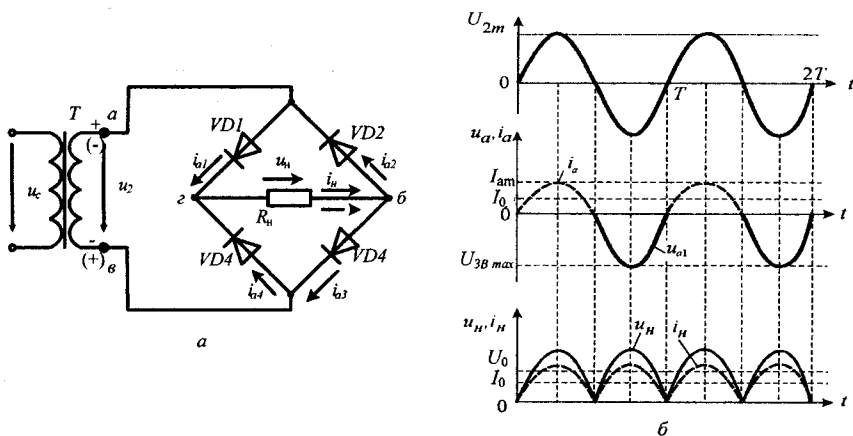 T
а
+
(-)
u_c
u_2
-
(+)
в
VD1
VD2
i_a1
u_н
i_a2
г
i_н
б
R_н
VD4
VD4
i_a4
i_a3
а
U_2m
0
T
2T
t
u_a, i_a
I_am
i_a
I_0
0
t
u_a1
U_ЗВ max
u_н, i_н
u_н
i_н
U_0
I_0
0
t
б